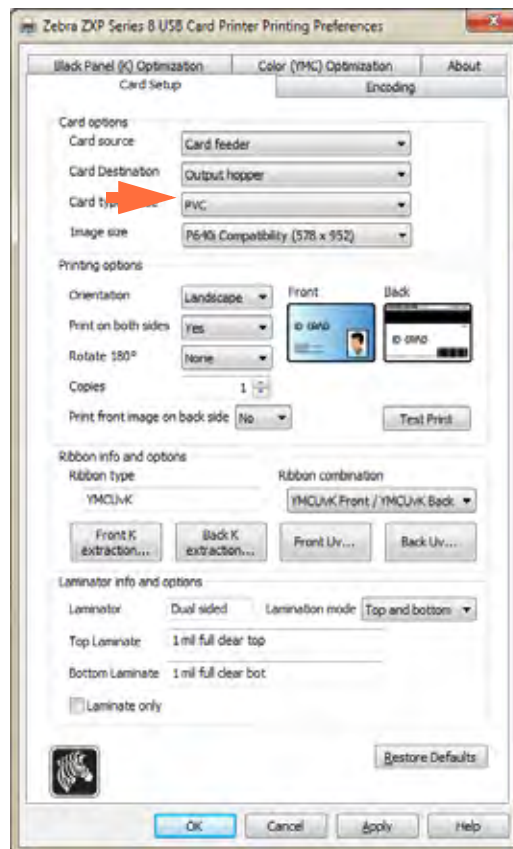 Zebra ZXP Series 8 USB Card Printer Printing Preferences
Black Panel (K) Optimization Color (YMC) Optimization About
Card Setup Encoding
Card options
Card source Card feeder
Card Destination Output hopper
Card PVC
Image size P640i Compatibility (578 x 952)
Printing options
Orientation Landscape Front Back
Print on both sides Yes
ID CARD ID CARD
Rotate 180° None
Copies 1
Print front image on back side No Test Print
Ribbon info and options
Ribbon type Ribbon combination
YMCUvK YMCUvK Front / YMCUvK Back
Front K extraction... Back K extraction... Front Uv... Back Uv...
Laminator info and options
Laminator Dual sided Lamination mode Top and bottom
Top Laminate 1 mil full clear top
Bottom Laminate 1 mil full clear bot
Laminate only
Restore Defaults
OK Cancel Apply Help